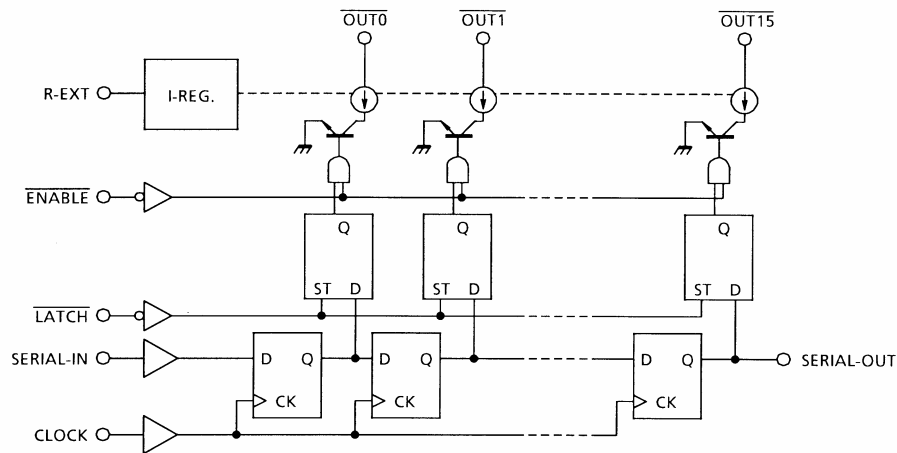 OUT0 OUT1 OUT15
R-EXT I-REG.
ENABLE
Q Q Q
ST D ST D ST D
LATCH
SERIAL-IN D Q D Q D Q SERIAL-OUT
CK CK CK
CLOCK